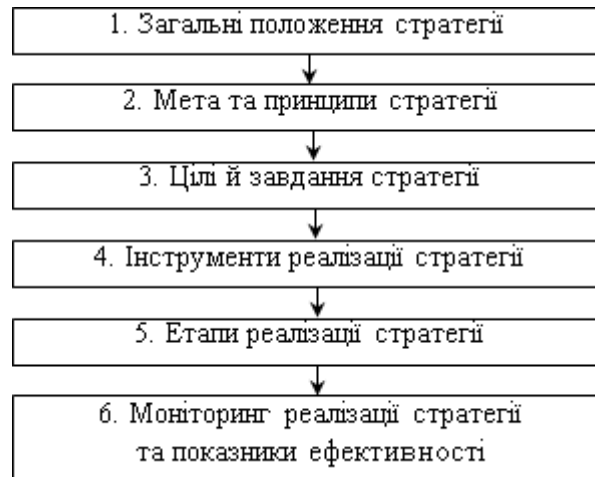 1. Загальні положення стратегії
2. Мета та принципи стратегії
3. Цілі й завдання стратегії
4. Інструменти реалізації стратегії
5. Етапи реалізації стратегії
6. Моніторинг реалізації стратегії
та показники ефективності